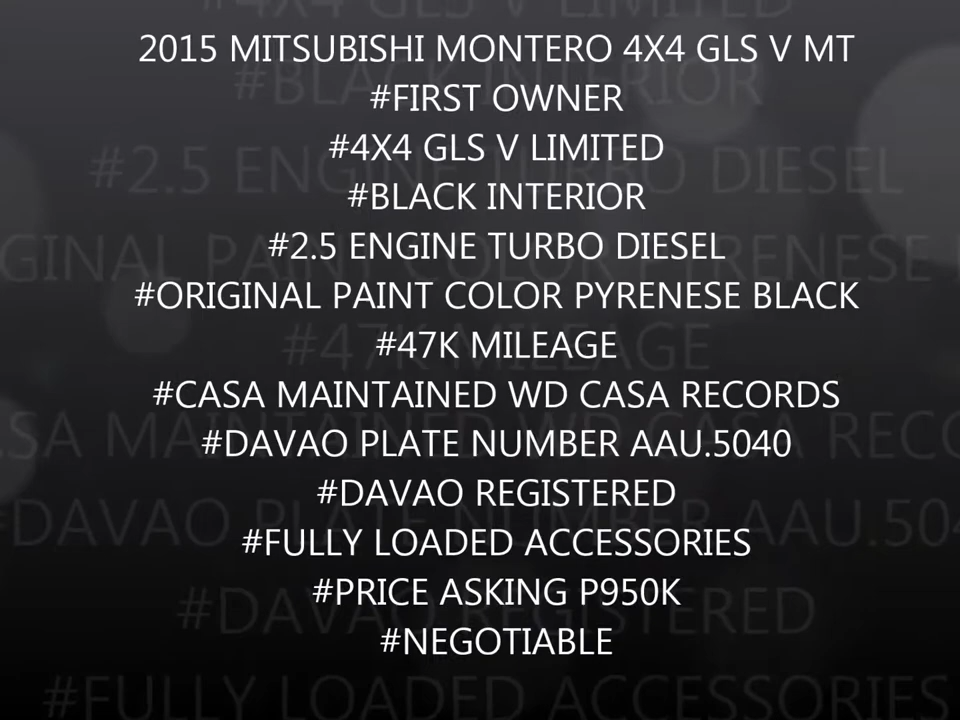 2015 MITSUBISHI MONTERO 4X4 GLS V MT
#FIRST OWNER
#4X4 GLS V LIMITED
#BLACK INTERIOR
#2.5 ENGINE TURBO DIESEL
#ORIGINAL PAINT COLOR PYRENESE BLACK
#47K MILEAGE
#CASA MAINTAINED WD CASA RECORDS
#DAVAO PLATE NUMBER AAU.5040
#DAVAO REGISTERED
#FULLY LOADED ACCESSORIES
#PRICE ASKING P950K
#NEGOTIABLE